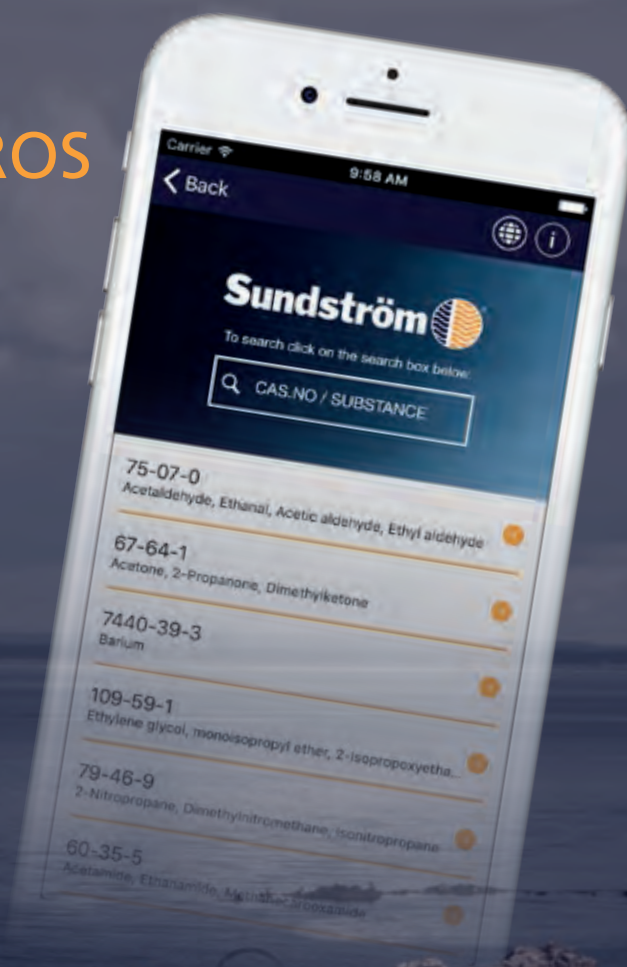 ROS
Carrier
9:58 AM
Back
i
Sundström
To search click on the search box below.
CAS.NO / SUBSTANCE
75-07-0
Acetaldehyde, Ethanal, Acetic aldehyde, Ethyl aldehyde
67-64-1
Acetone, 2-Propanone, Dimethylketone
7440-39-3
Barium
109-59-1
Ethylene glycol, monoisopropyl ether, 2-Isopropoxyetha...
79-46-9
2-Nitropropane, Dimethylnitromethane, Isonitropropane
60-35-5
Acetamide, Ethanamide,